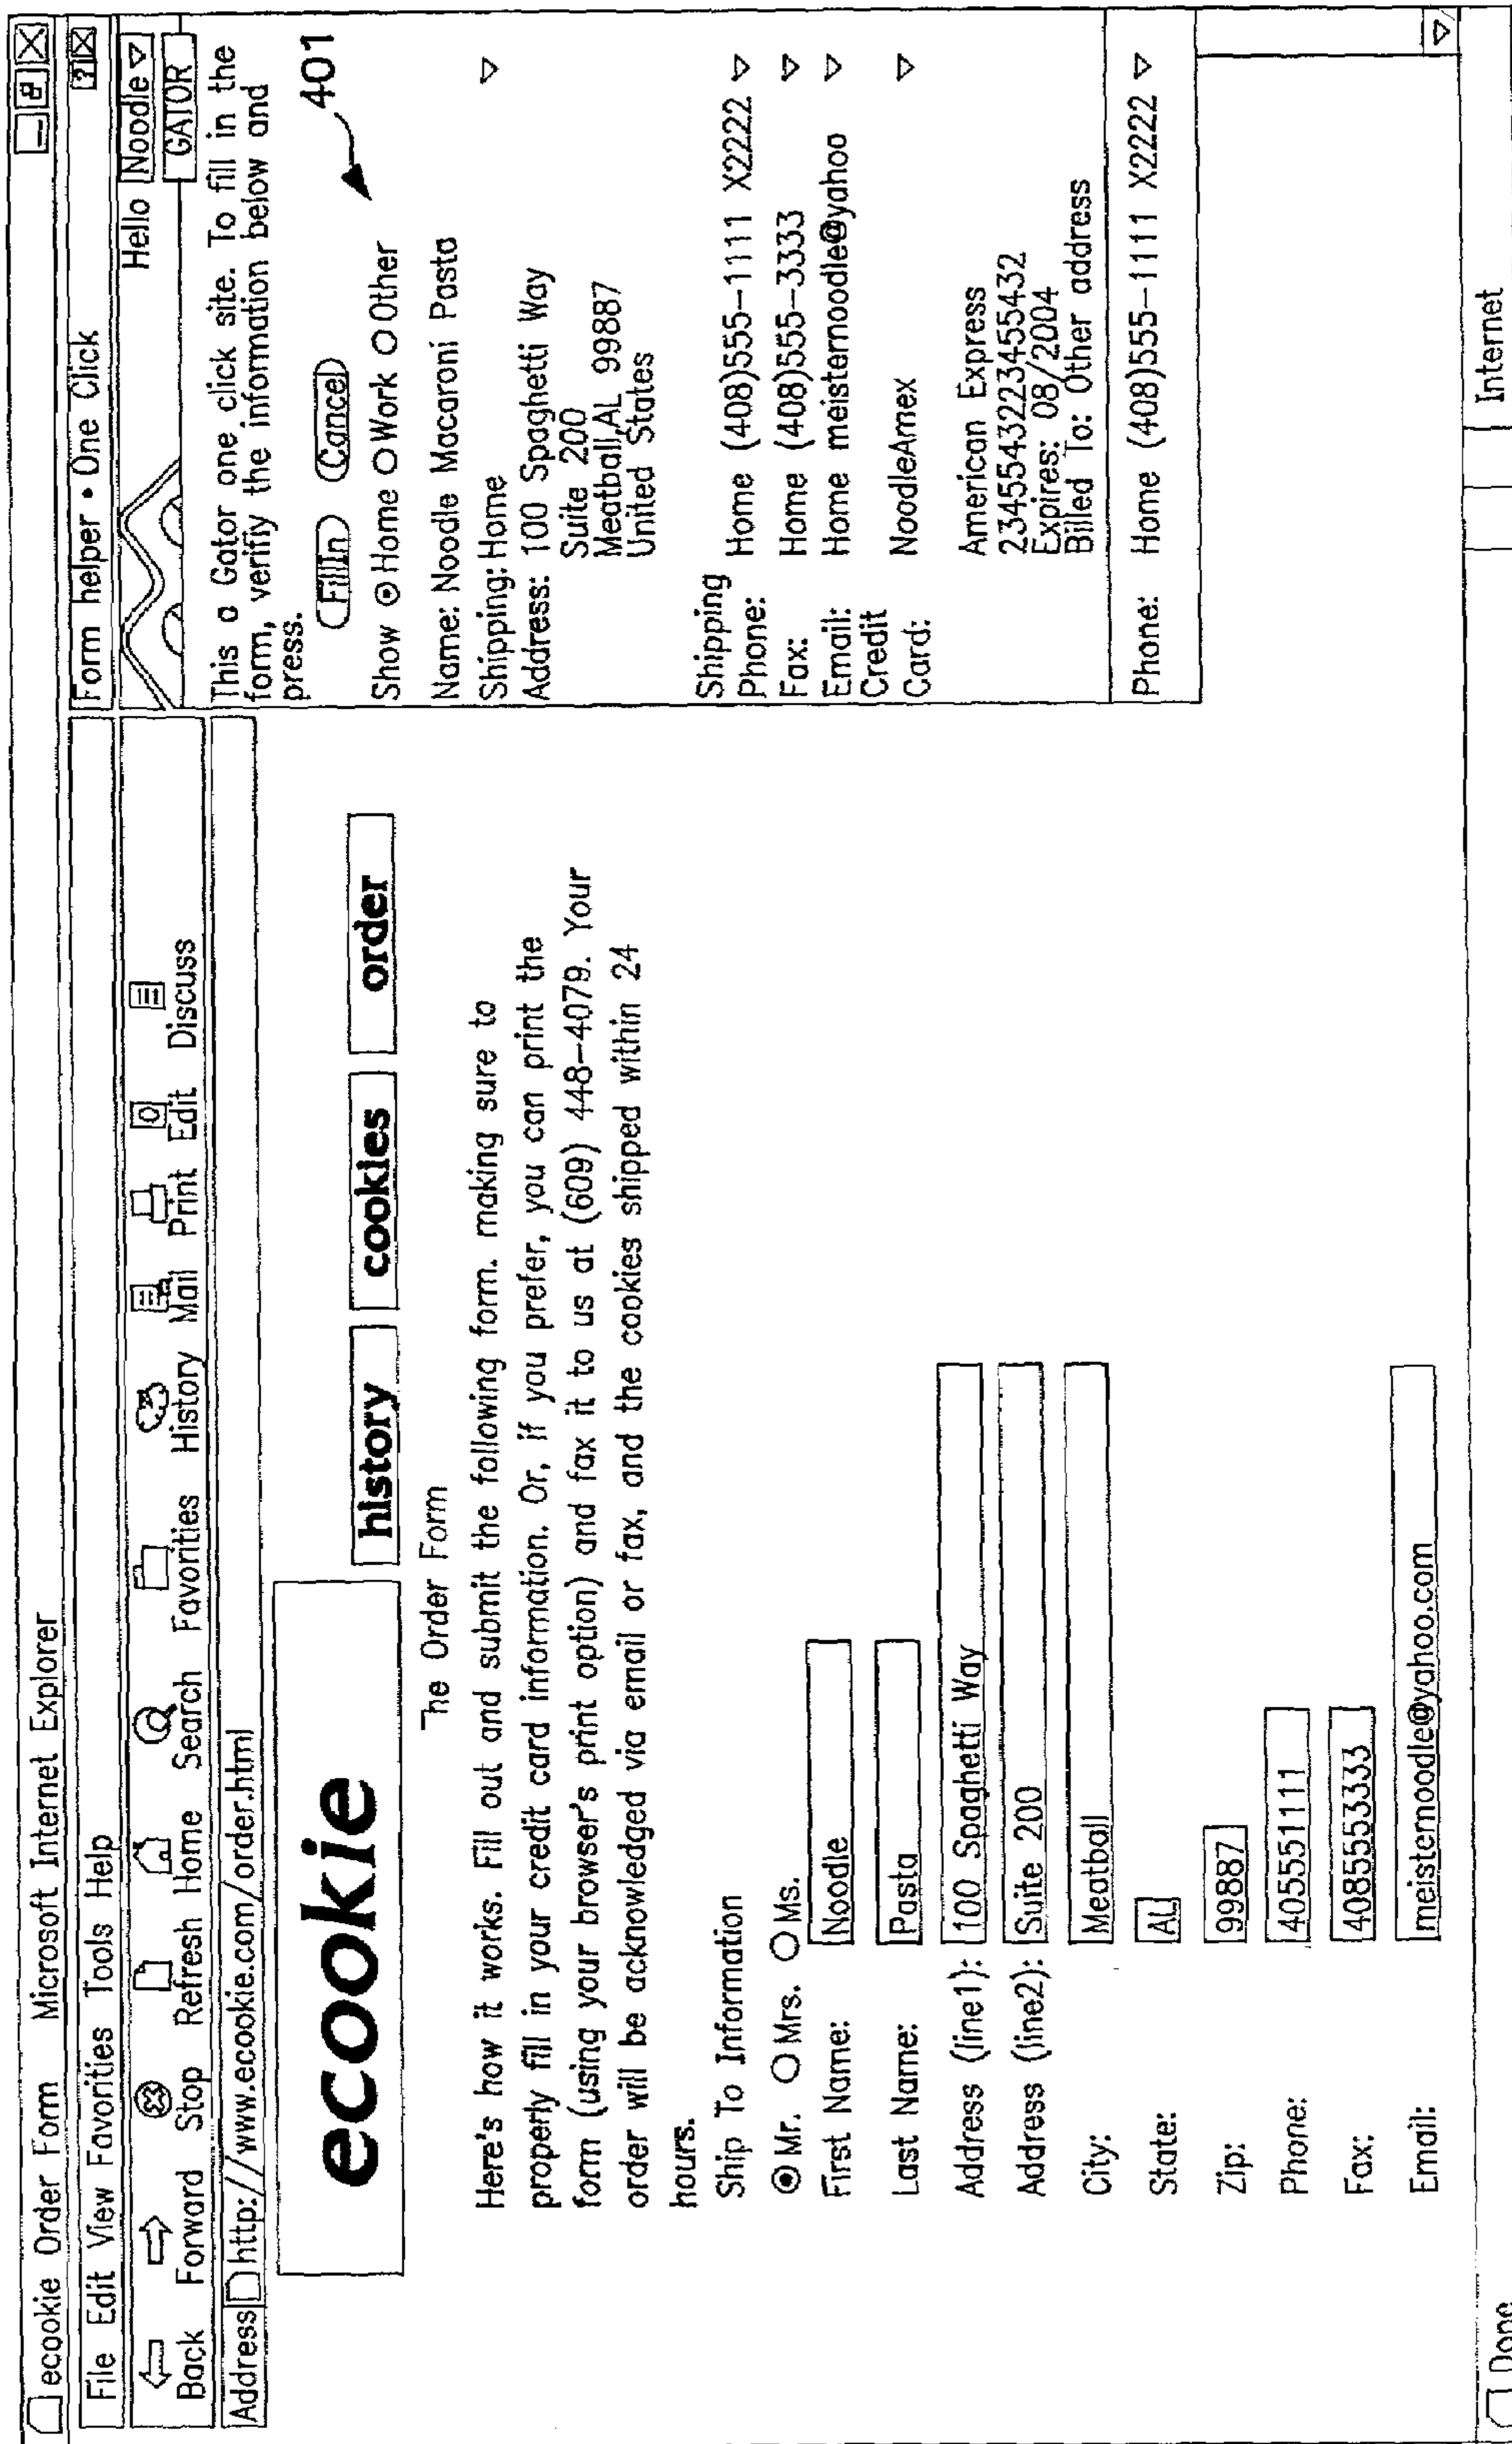 ecookie Order Form Microsoft Internet Explorer
File Edit View Favorities Tools Help
Back Forward Stop Refresh Home Search Favorities History Mail Print Edit Discuss
Address http://www.ecookie.com/order.html
ecookie
history cookies order
The Order Form
Here's how it works. Fill out and submit the following form. making sure to
properly fill in your credit card information. Or, if you prefer, you can print the
form (using your browser's print option) and fax it to us at (609) 448-4079. Your
order will be acknowledged via email or fax, and the cookies shipped within 24
hours.
Ship To Information
Mr. Mrs. Ms.
First Name: Noodle
Last Name: Pasta
Address (line1): 100 Spaghetti Way
Address (line2): Suite 200
City: Meatball
State: AL
Zip: 99887
Phone: 4055551111
Fax: 4085553333
Email: meisternoodle@yahoo.com
Form helper • One Click
Hello Noodle
GATOR
This a Gator one click site. To fill in the
form, verifiy the information below and
press.
FillIn Cancel
401
Show Home Work Other
Name: Noodle Macaroni Pasta
Shipping: Home
Address: 100 Spaghetti Way
Suite 200
Meatball,AL 99887
United States
Shipping
Phone: Home (408)555-1111 X2222
Fax: Home (408)555-3333
Email: Home meisternoodle@yahoo
Credit
Card: NoodleAmex
American Express
2345543223455432
Expires: 08/2004
Billed To: Other address
Phone: Home (408)555-1111 X2222
Done
Internet